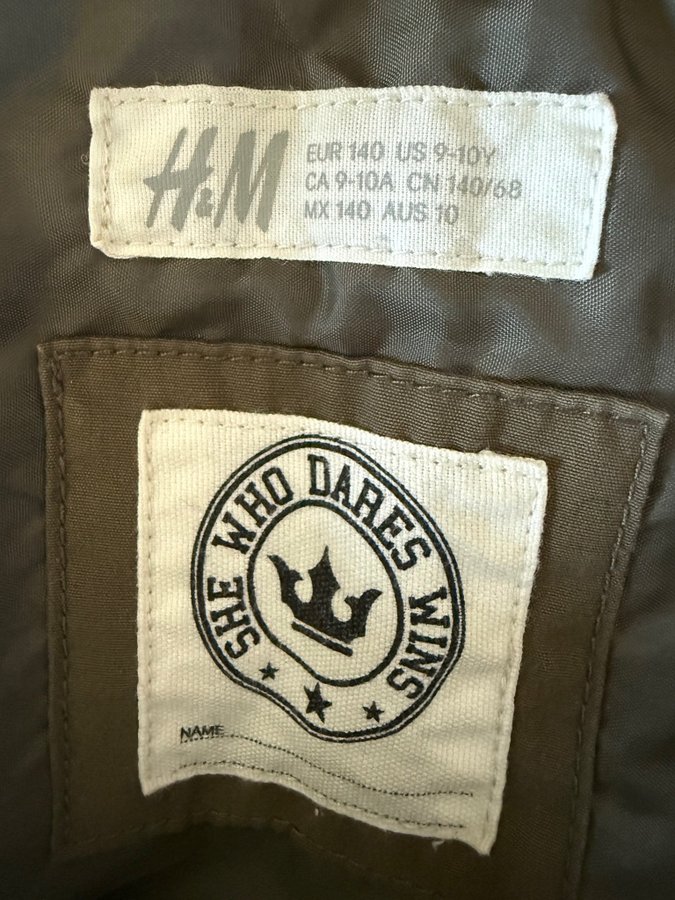 H&M
EUR 140 US 9-10Y
CA 9-10A CN 140/68
MX 140 AUS 10
SHE WHO DARES WINS
NAME